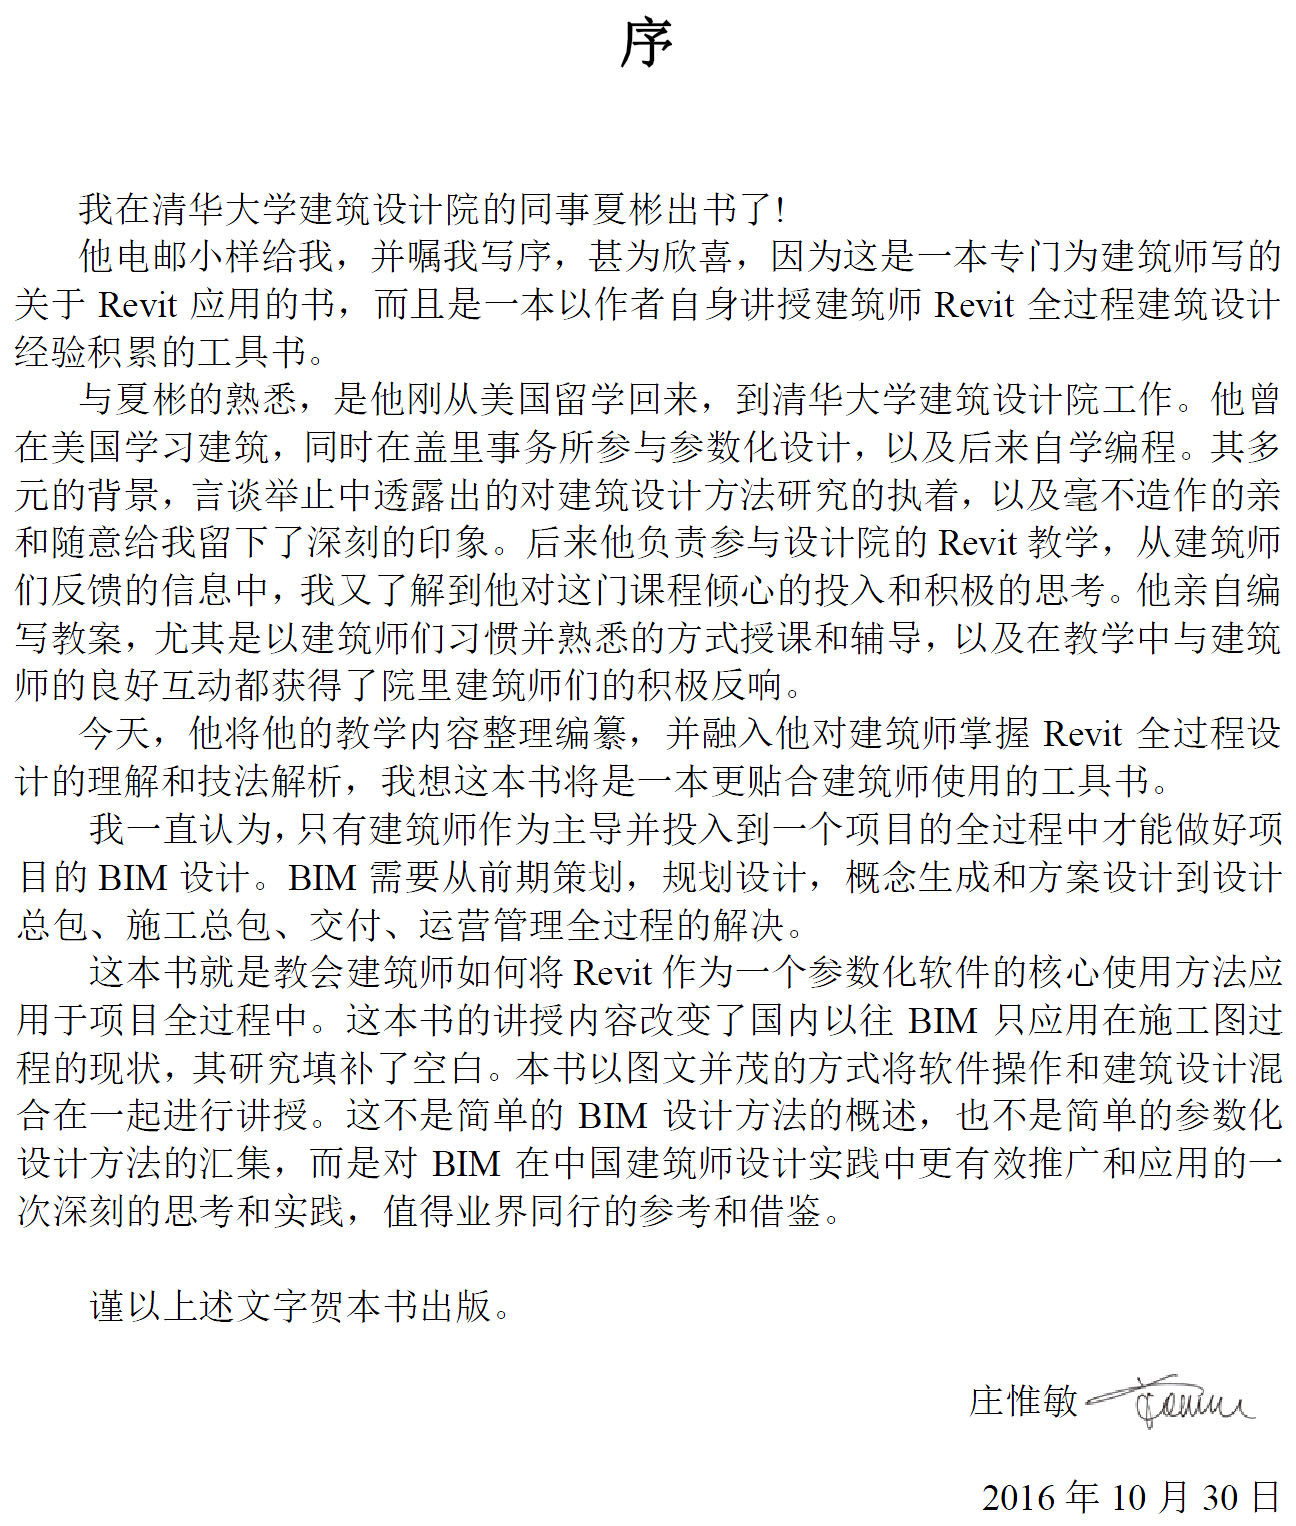 序
我在清华大学建筑设计院的同事夏彬出书了!
他电邮小样给我，并嘱我写序，甚为欣喜，因为这是一本专门为建筑师写的
关于 Revit 应用的书，而且是一本以作者自身讲授建筑师 Revit 全过程建筑设计
经验积累的工具书。
与夏彬的熟悉，是他刚从美国留学回来，到清华大学建筑设计院工作。他曾
在美国学习建筑，同时在盖里事务所参与参数化设计，以及后来自学编程。其多
元的背景，言谈举止中透露出的对建筑设计方法研究的执着，以及毫不造作的亲
和随意给我留下了深刻的印象。后来他负责参与设计院的 Revit 教学，从建筑师
们反馈的信息中，我又了解到他对这门课程倾心的投入和积极的思考。他亲自编
写教案，尤其是以建筑师们习惯并熟悉的方式授课和辅导，以及在教学中与建筑
师的良好互动都获得了院里建筑师们的积极反响。
今天，他将他的教学内容整理编纂，并融入他对建筑师掌握 Revit 全过程设
计的理解和技法解析，我想这本书将是一本更贴合建筑师使用的工具书。
我一直认为，只有建筑师作为主导并投入到一个项目的全过程中才能做好项
目的 BIM 设计。BIM 需要从前期策划，规划设计，概念生成和方案设计到设计
总包、施工总包、交付、运营管理全过程的解决。
这本书就是教会建筑师如何将 Revit 作为一个参数化软件的核心使用方法应
用于项目全过程中。这本书的讲授内容改变了国内以往 BIM 只应用在施工图过
程的现状，其研究填补了空白。本书以图文并茂的方式将软件操作和建筑设计混
合在一起进行讲授。这不是简单的 BIM 设计方法的概述，也不是简单的参数化
设计方法的汇集，而是对 BIM 在中国建筑师设计实践中更有效推广和应用的一
次深刻的思考和实践，值得业界同行的参考和借鉴。
谨以上述文字贺本书出版。
庄惟敏
2016 年 10 月 30 日